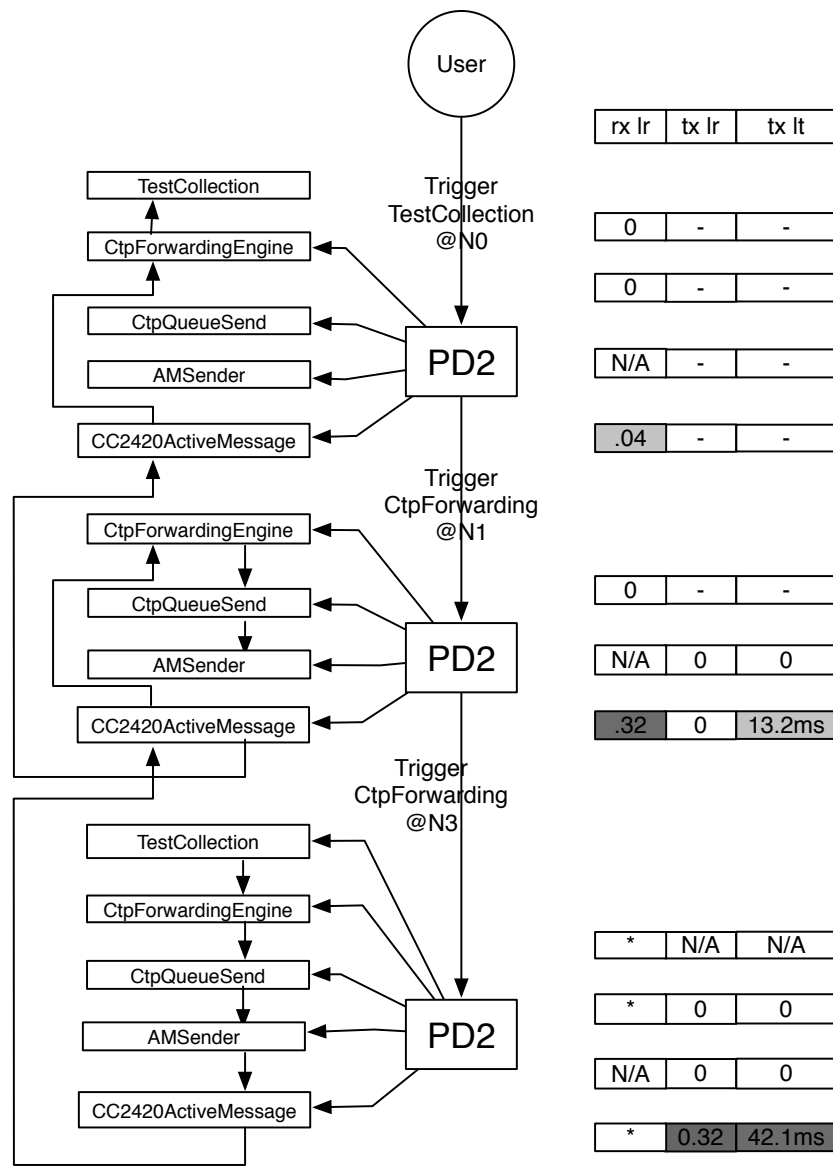 User
rx lr tx lr tx lt
Trigger
TestCollection
@N0
TestCollection
CtpForwardingEngine
0 - -
CtpQueueSend
0 - -
PD2
AMSender
N/A - -
CC2420ActiveMessage
.04 - -
Trigger
CtpForwarding
@N1
CtpForwardingEngine
CtpQueueSend
0 - -
PD2
AMSender
N/A 0 0
CC2420ActiveMessage
.32 0 13.2ms
Trigger
CtpForwarding
@N3
TestCollection
CtpForwardingEngine
* N/A N/A
CtpQueueSend
* 0 0
PD2
AMSender
N/A 0 0
CC2420ActiveMessage
* 0.32 42.1ms